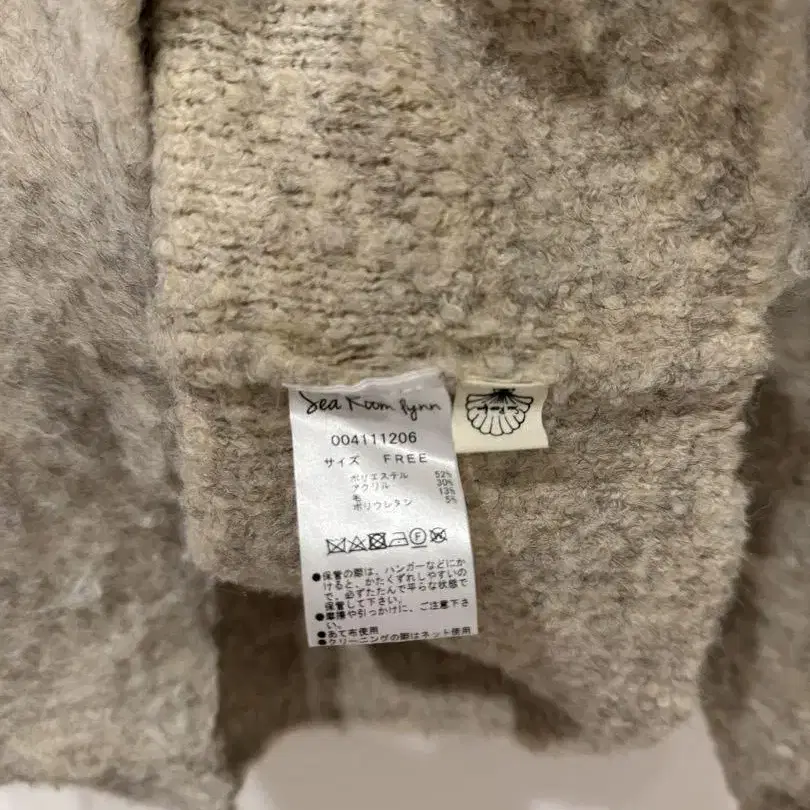 Sea Room lynn
004111206
サイズ FREE
ポリエステル 52%
アクリル 30%
毛 13%
ポリウレタン 5%
●保管の際は、ハンガーなどにか
けると、かたくずれしやすいの
で、必ずたたんで平らな状態で
保管して下さい。
●摩擦や引っかけに、ご注意下さ
い。
●あて布使用
●クリーニングの際はネット使用